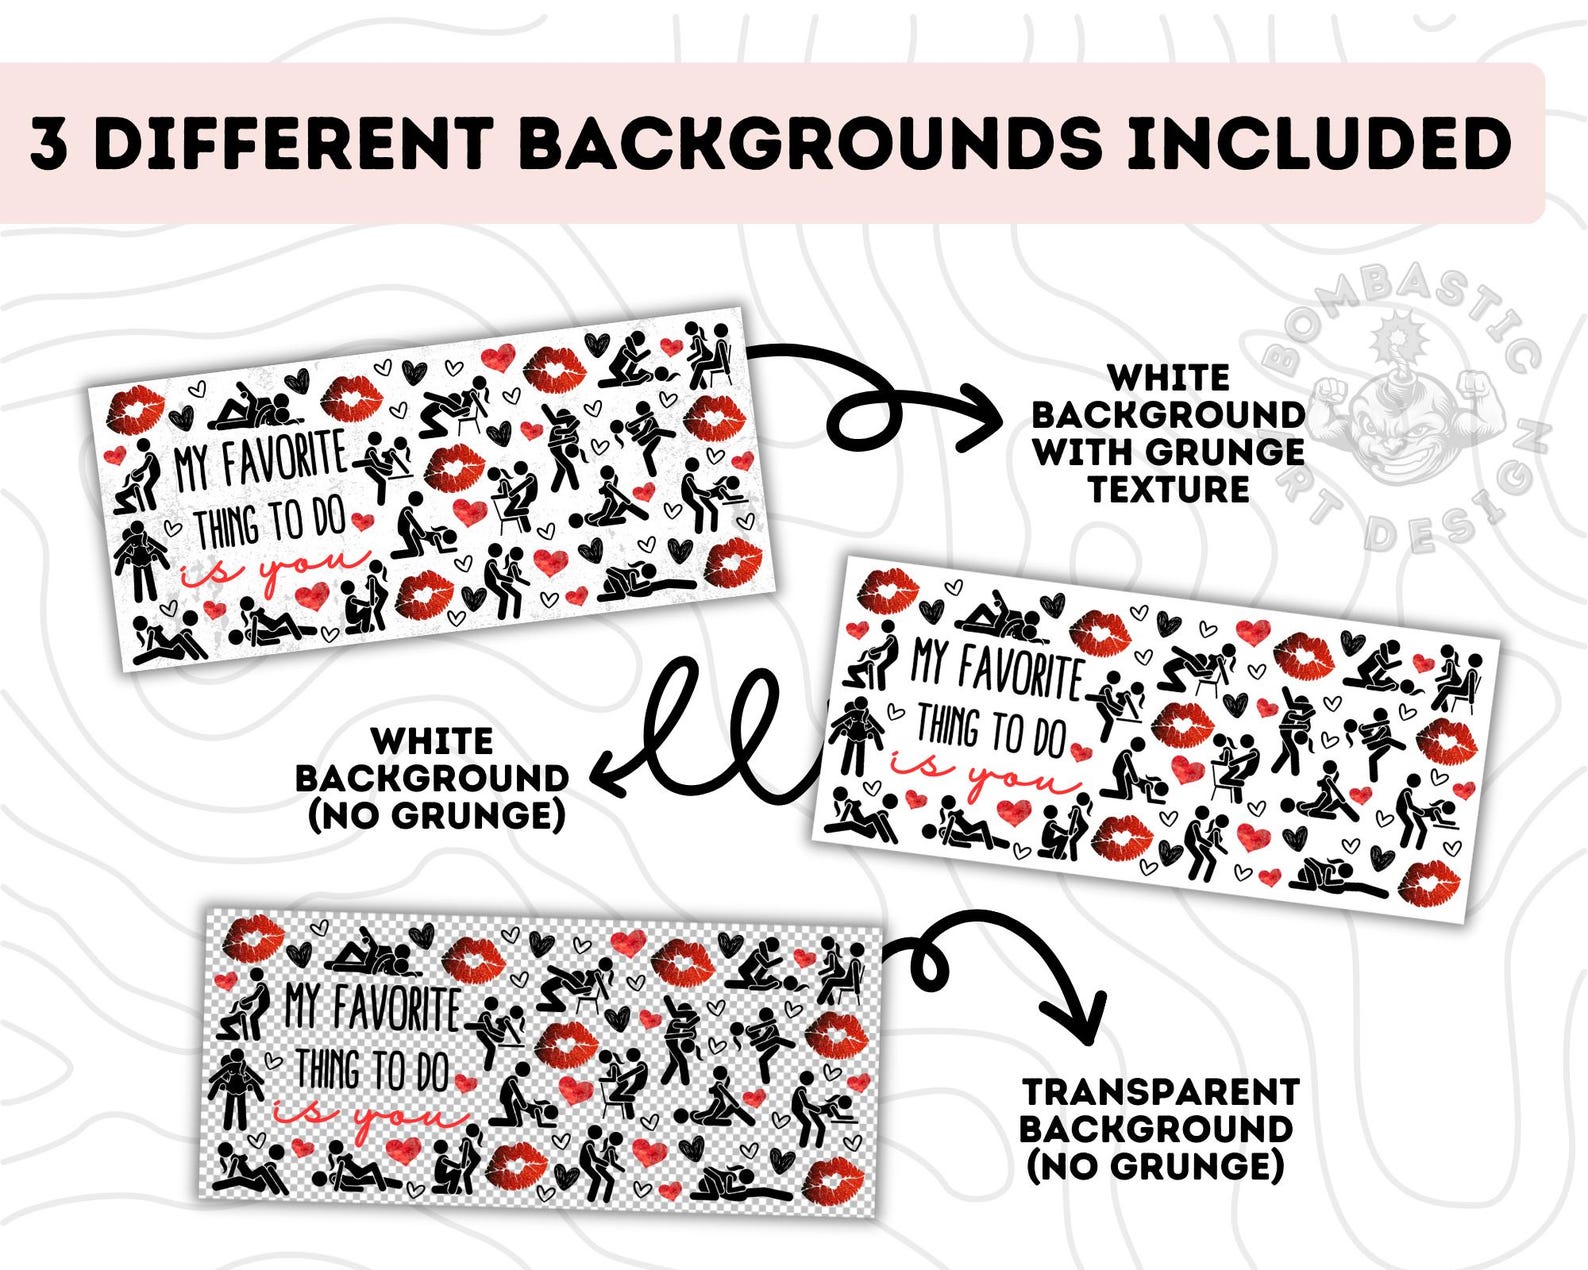 3 DIFFERENT BACKGROUNDS INCLUDED
BOMBASTIC
ART DESIGN
MY FAVORITE
THING TO DO
is you
WHITE
BACKGROUND
WITH GRUNGE
TEXTURE
MY FAVORITE
THING TO DO
is you
WHITE
BACKGROUND
(NO GRUNGE)
MY FAVORITE
THING TO DO
is you
TRANSPARENT
BACKGROUND
(NO GRUNGE)